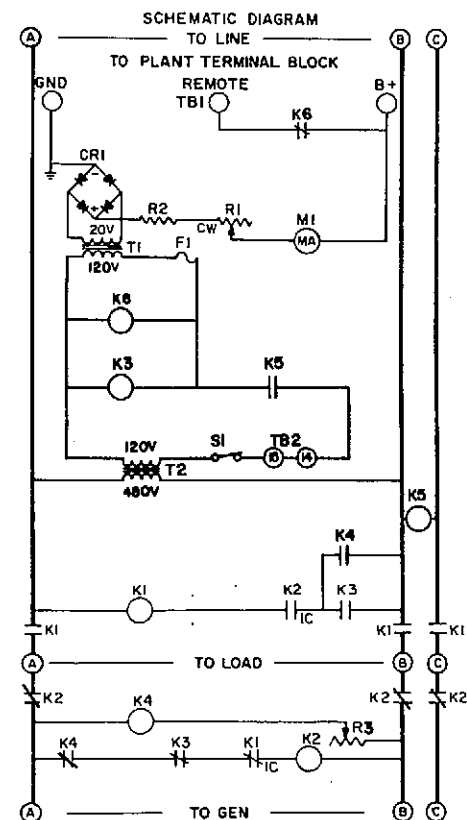 SCHEMATIC DIAGRAM
A TO LINE B C
TO PLANT TERMINAL BLOCK
GND REMOTE B+
TB1
K6
CR1
- +
R2 R1
CW
M1
MA
20V
T1 F1
120V
K6
K3 K5
120V S1 TB2
15 14
T2
480V
K5
K4
K1 K2 K3
IC
K1 K1 K1
A TO LOAD B C
K2 K2 K2
K4
R3
K4 K3 K1 K2
IC
A TO GEN B C